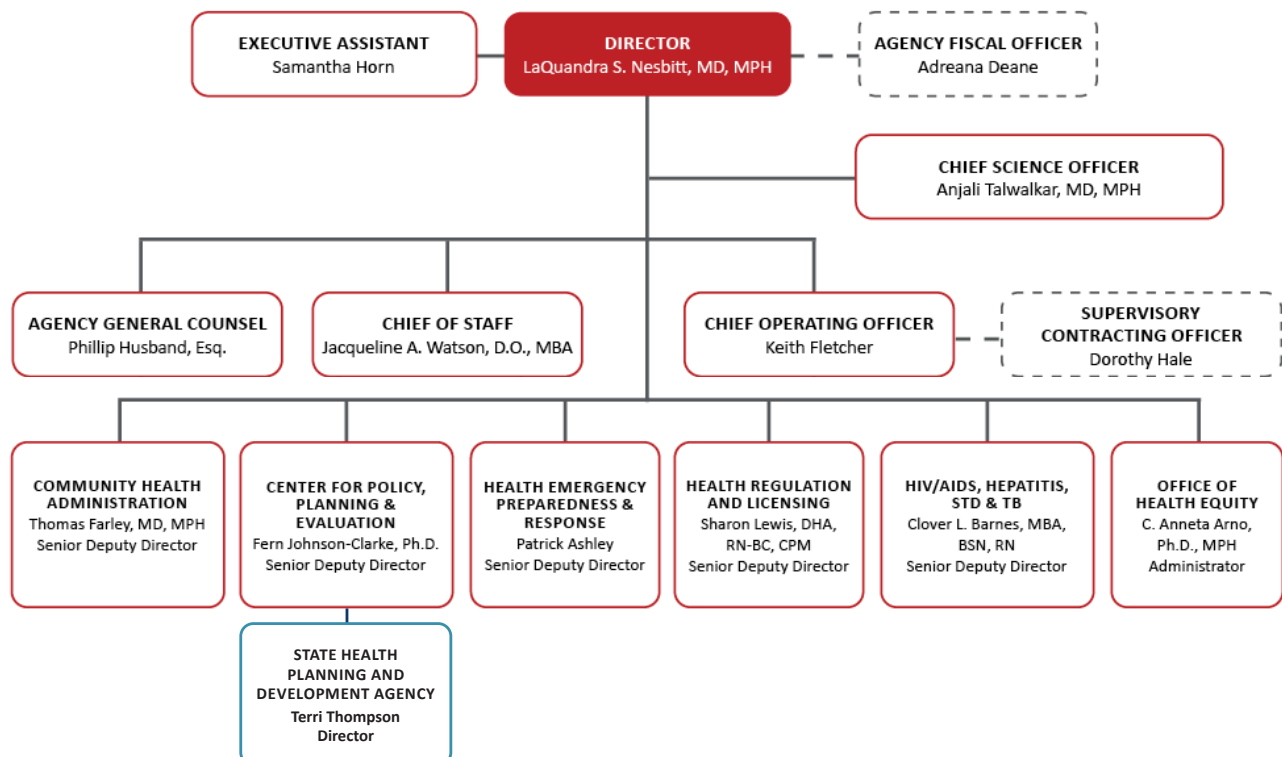 EXECUTIVE ASSISTANT
Samantha Horn
DIRECTOR
LaQuandra S. Nesbitt, MD, MPH
AGENCY FISCAL OFFICER
Adreana Deane
CHIEF SCIENCE OFFICER
Anjali Talwalkar, MD, MPH
AGENCY GENERAL COUNSEL
Phillip Husband, Esq.
CHIEF OF STAFF
Jacqueline A. Watson, D.O., MBA
CHIEF OPERATING OFFICER
Keith Fletcher
SUPERVISORY
CONTRACTING OFFICER
Dorothy Hale
COMMUNITY HEALTH
ADMINISTRATION
Thomas Farley, MD, MPH
Senior Deputy Director
CENTER FOR POLICY,
PLANNING &
EVALUATION
Fern Johnson-Clarke, Ph.D.
Senior Deputy Director
HEALTH EMERGENCY
PREPAREDNESS &
RESPONSE
Patrick Ashley
Senior Deputy Director
HEALTH REGULATION
AND LICENSING
Sharon Lewis, DHA,
RN-BC, CPM
Senior Deputy Director
HIV/AIDS, HEPATITIS,
STD & TB
Clover L. Barnes, MBA,
BSN, RN
Senior Deputy Director
OFFICE OF
HEALTH EQUITY
C. Anneta Arno,
Ph.D., MPH
Administrator
STATE HEALTH
PLANNING AND
DEVELOPMENT AGENCY
Terri Thompson
Director